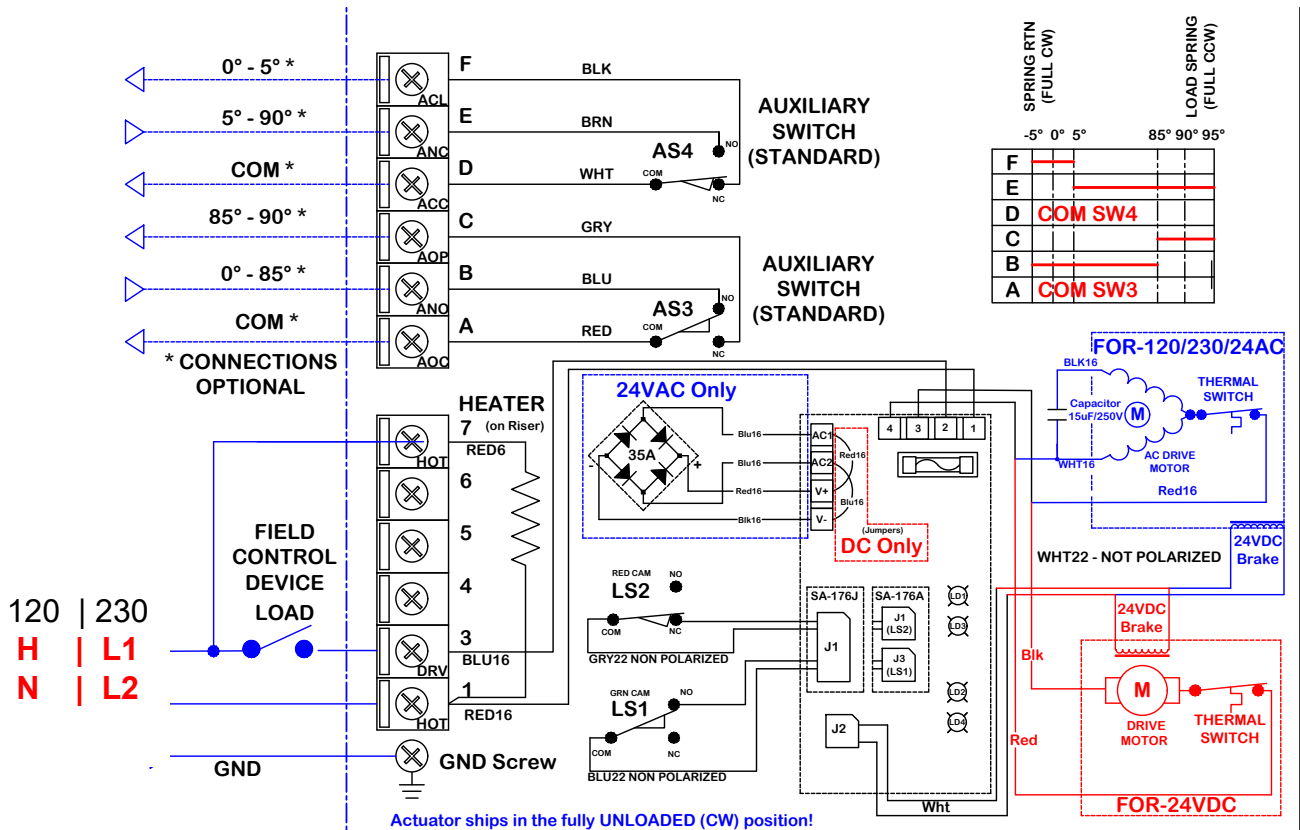 0° - 5° *
5° - 90° *
COM *
85° - 90° *
0° - 85° *
COM *
* CONNECTIONS
OPTIONAL
ACL
F
ANC
E
ACC
D
AOP
C
ANO
B
AOC
A
BLK
BRN
WHT
GRY
BLU
RED
AS4
NO
COM
NC
AUXILIARY
SWITCH
(STANDARD)
AS3
NO
COM
NC
AUXILIARY
SWITCH
(STANDARD)
SPRING RTN
(FULL CW)
LOAD SPRING
(FULL CCW)
-5° 0° 5° 85° 90° 95°
F
E
D COM SW4
C
B
A COM SW3
HEATER
(on Riser)
7
RED6
HOT
6
5
4
3
BLU16
DRV
1
RED16
HOT
FIELD
CONTROL
DEVICE
LOAD
120 | 230
H | L1
N | L2
GND
GND Screw
24VAC Only
35A
-
+
Blu16
Blu16
Red16
Blk16
AC1
AC2
V+
V-
Red16
Blu16
(Jumpers)
DC Only
4 3 2 1
RED CAM
LS2
NO
COM
NC
GRY22 NON POLARIZED
GRN CAM
LS1
NO
COM
NC
BLU22 NON POLARIZED
SA-176J
J1
SA-176A
J1
(LS2)
J3
(LS1)
J2
LD1
LD3
LD2
LD4
Wht
FOR-120/230/24AC
BLK16
Capacitor
15uF/250V
M
THERMAL
SWITCH
WHT16
AC DRIVE
MOTOR
Red16
24VDC
Brake
WHT22 - NOT POLARIZED
24VDC
Brake
Blk
Red
M
DRIVE
MOTOR
THERMAL
SWITCH
FOR-24VDC
Actuator ships in the fully UNLOADED (CW) position!